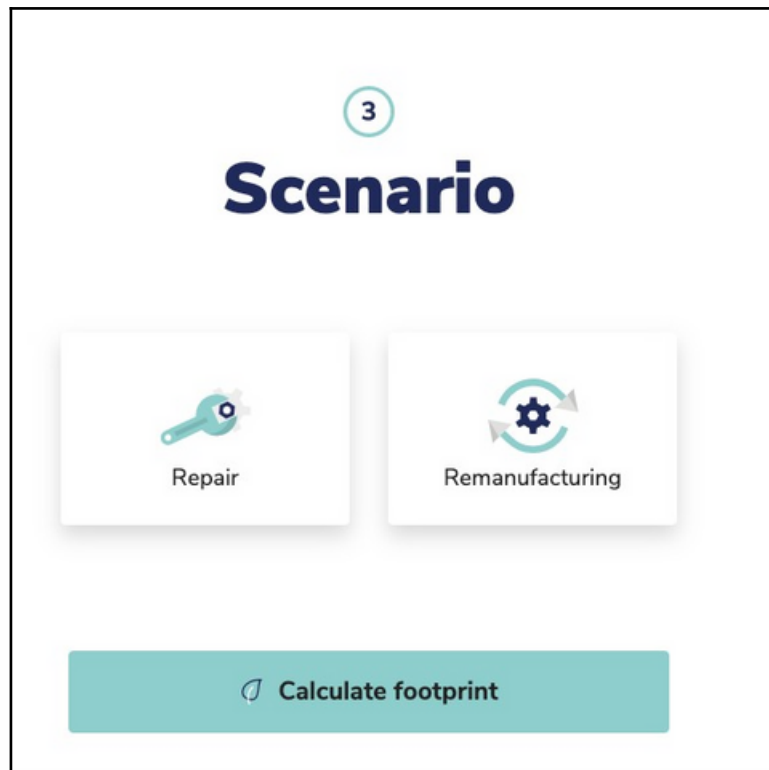 3
Scenario
Repair
Remanufacturing
Calculate footprint